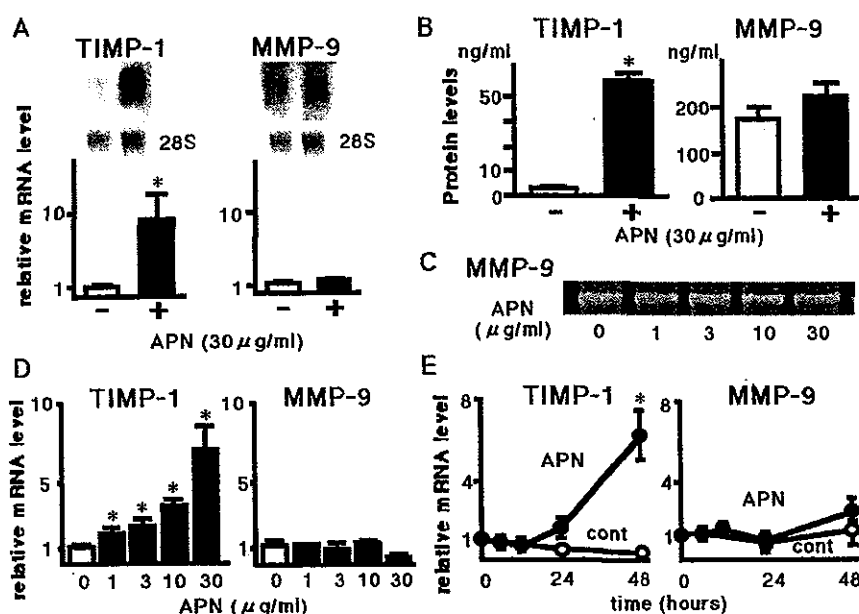 A
TIMP-1
MMP-9
28S
relative mRNA level
10
1
10
1
- + - +
APN (30 μg/ml)
B
TIMP-1
MMP-9
ng/ml
ng/ml
Protein levels
50
10
0
200
100
0
- + - +
APN (30 μg/ml)
C
MMP-9
APN
(μg/ml)
0 1 3 10 30
D
TIMP-1
MMP-9
relative mRNA level
10
5
1
10
5
1
* * * *
0 1 3 10 30 0 1 3 10 30
APN (μg/ml)
E
TIMP-1
MMP-9
relative mRNA level
8
4
1
8
4
1
*
APN
cont
APN
cont
0 24 48 0 24 48
time (hours)